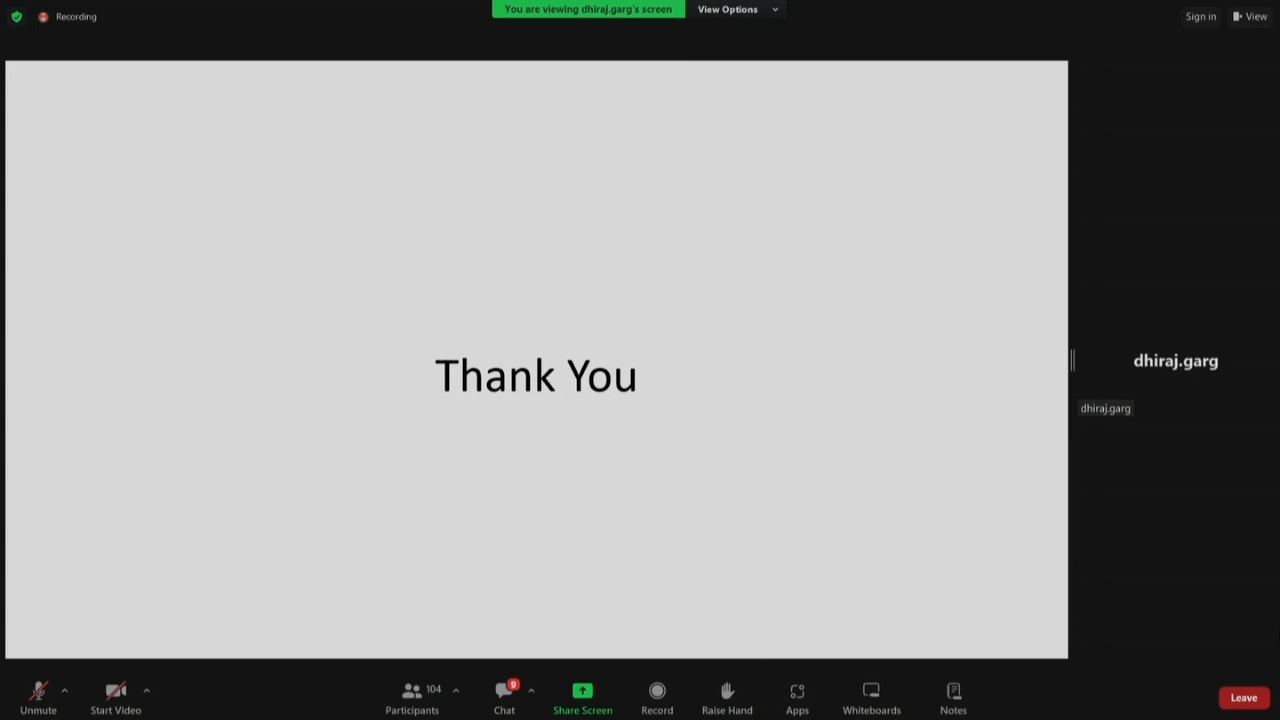 Recording
You are viewing dhiraj.garg's screen
View Options
Sign in
View
Thank You
dhiraj.garg
dhiraj.garg
Unmute
Start Video
104
Participants
9
Chat
Share Screen
Record
Raise Hand
Apps
Whiteboards
Notes
Leave